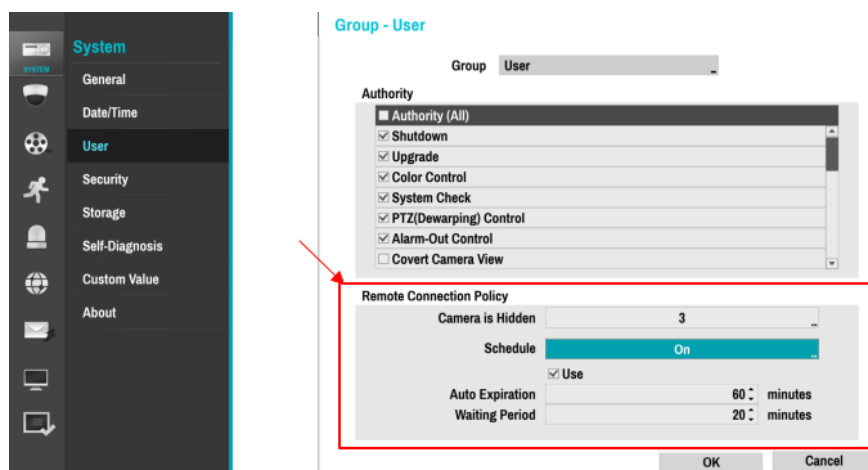 Group - User
SYSTEM
System
General
Date/Time
User
Security
Storage
Self-Diagnosis
Custom Value
About
Group User
Authority
Authority (All)
Shutdown
Upgrade
Color Control
System Check
PTZ(Dewarping) Control
Alarm-Out Control
Covert Camera View
Remote Connection Policy
Camera is Hidden 3
Schedule On
Use
Auto Expiration 60 minutes
Waiting Period 20 minutes
OK Cancel